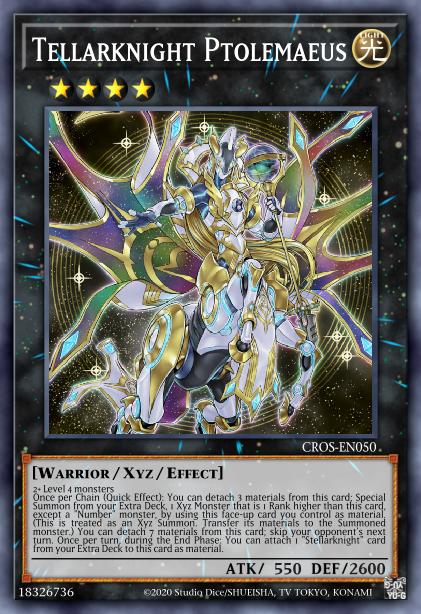 TELLARKNIGHT PTOLEMAEUS
LIGHT
光
CROS-EN050
[WARRIOR / XYZ / EFFECT]
2+ Level 4 monsters
Once per Chain (Quick Effect): You can detach 3 materials from this card; Special
Summon from your Extra Deck, 1 Xyz Monster that is 1 Rank higher than this card,
except a "Number" monster, by using this face-up card you control as material.
(This is treated as an Xyz Summon. Transfer its materials to the Summoned
monster.) You can detach 7 materials from this card; skip your opponent's next
turn. Once per turn, during the End Phase: You can attach 1 "Stellarknight" card
from your Extra Deck to this card as material.
ATK/ 550 DEF/2600
18326736
©2020 Studio Dice/SHUEISHA, TV TOKYO, KONAMI